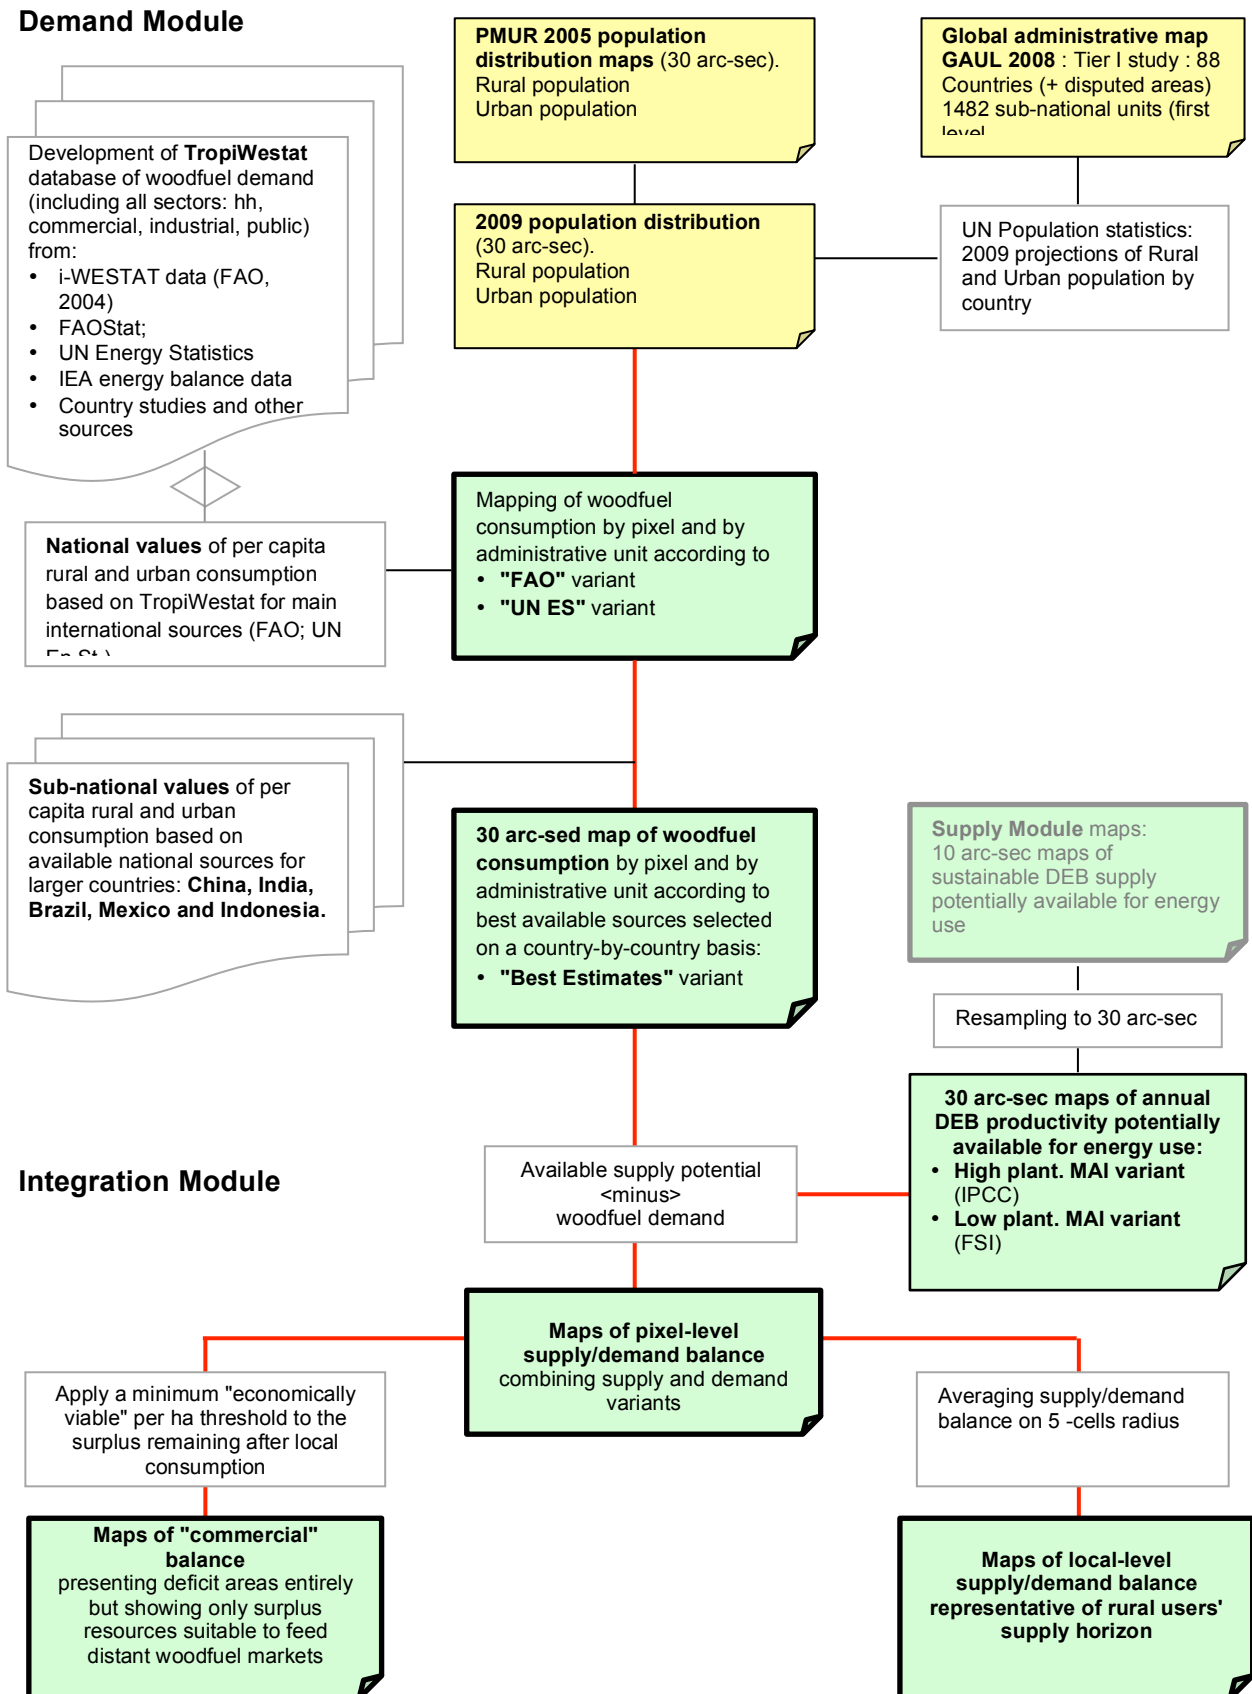 Demand Module
PMUR 2005 population
distribution maps (30 arc-sec).
Rural population
Urban population
Global administrative map
GAUL 2008 : Tier I study : 88
Countries (+ disputed areas)
1482 sub-national units (first
level
Development of TropiWestat
database of woodfuel demand
(including all sectors: hh,
commercial, industrial, public)
from:
• i-WESTAT data (FAO,
2004)
• FAOStat;
• UN Energy Statistics
• IEA energy balance data
• Country studies and other
sources
2009 population distribution
(30 arc-sec).
Rural population
Urban population
UN Population statistics:
2009 projections of Rural
and Urban population by
country
Mapping of woodfuel
consumption by pixel and by
administrative unit according to
• "FAO" variant
• "UN ES" variant
National values of per capita
rural and urban consumption
based on TropiWestat for main
international sources (FAO; UN
En St )
Sub-national values of per
capita rural and urban
consumption based on
available national sources for
larger countries: China, India,
Brazil, Mexico and Indonesia.
30 arc-sed map of woodfuel
consumption by pixel and by
administrative unit according to
best available sources selected
on a country-by-country basis:
• "Best Estimates" variant
Supply Module maps:
10 arc-sec maps of
sustainable DEB supply
potentially available for energy
use
Resampling to 30 arc-sec
30 arc-sec maps of annual
DEB productivity potentially
available for energy use:
• High plant. MAI variant
(IPCC)
• Low plant. MAI variant
(FSI)
Integration Module
Available supply potential
<minus>
woodfuel demand
Maps of pixel-level
supply/demand balance
combining supply and demand
variants
Apply a minimum "economically
viable" per ha threshold to the
surplus remaining after local
consumption
Averaging supply/demand
balance on 5 -cells radius
Maps of "commercial"
balance
presenting deficit areas entirely
but showing only surplus
resources suitable to feed
distant woodfuel markets
Maps of local-level
supply/demand balance
representative of rural users'
supply horizon